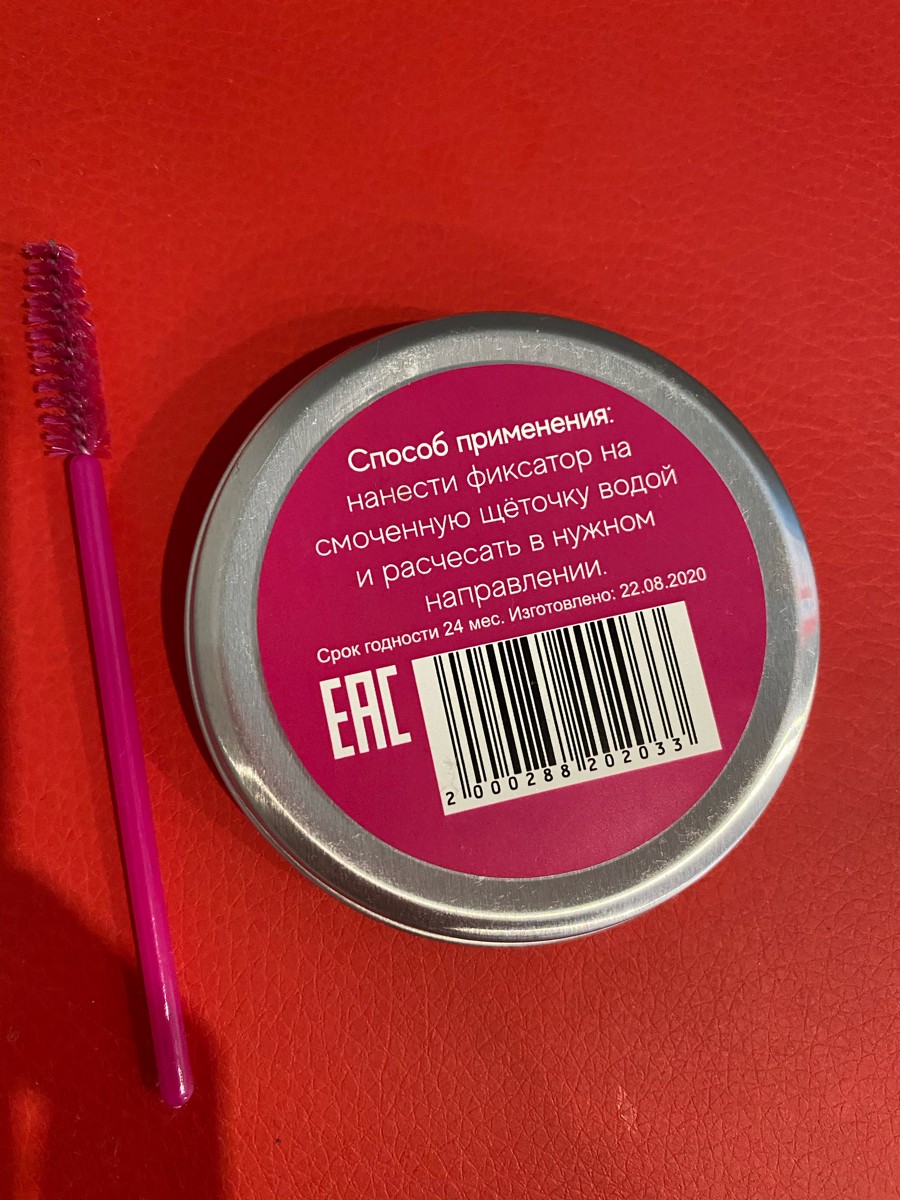 Способ применения:
нанести фиксатор на
смоченную щёточку водой
и расчесать в нужном
направлении.
Срок годности 24 мес. Изготовлено: 22.08.2020
EAC
2000288202033